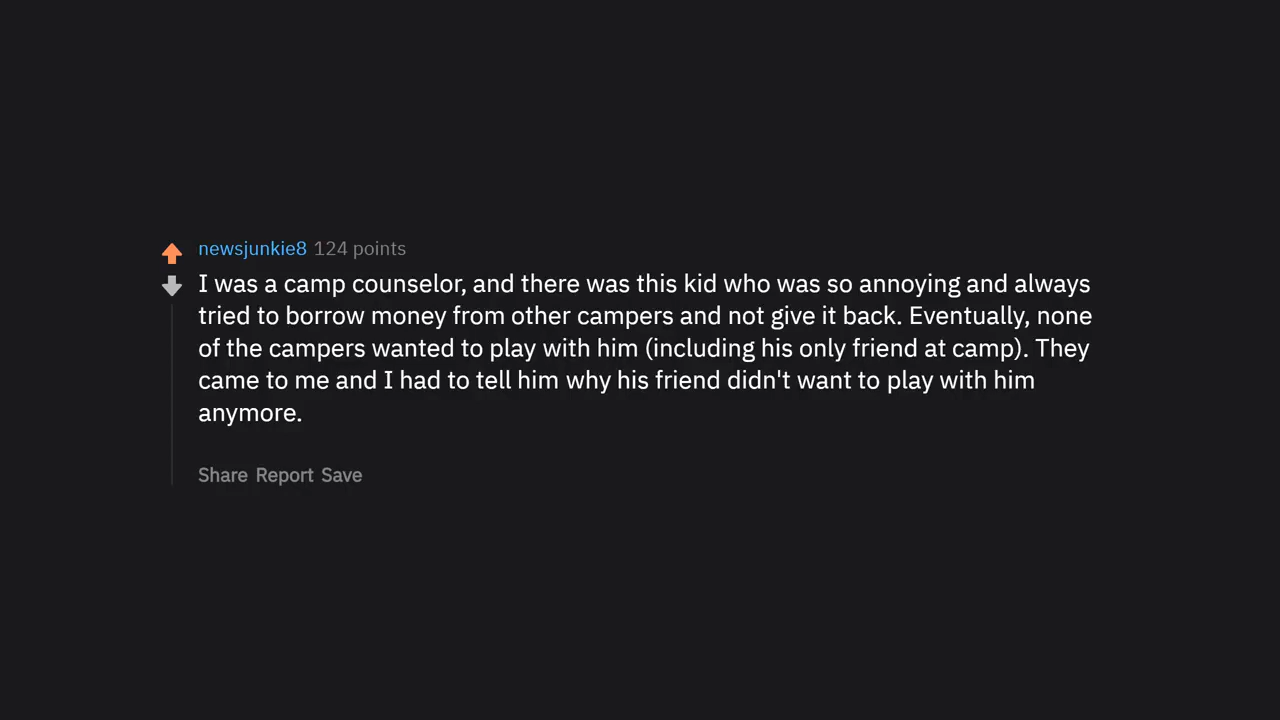 newsjunkie8 124 points
I was a camp counselor, and there was this kid who was so annoying and always
tried to borrow money from other campers and not give it back. Eventually, none
of the campers wanted to play with him (including his only friend at camp). They
came to me and I had to tell him why his friend didn't want to play with him
anymore.
Share Report Save